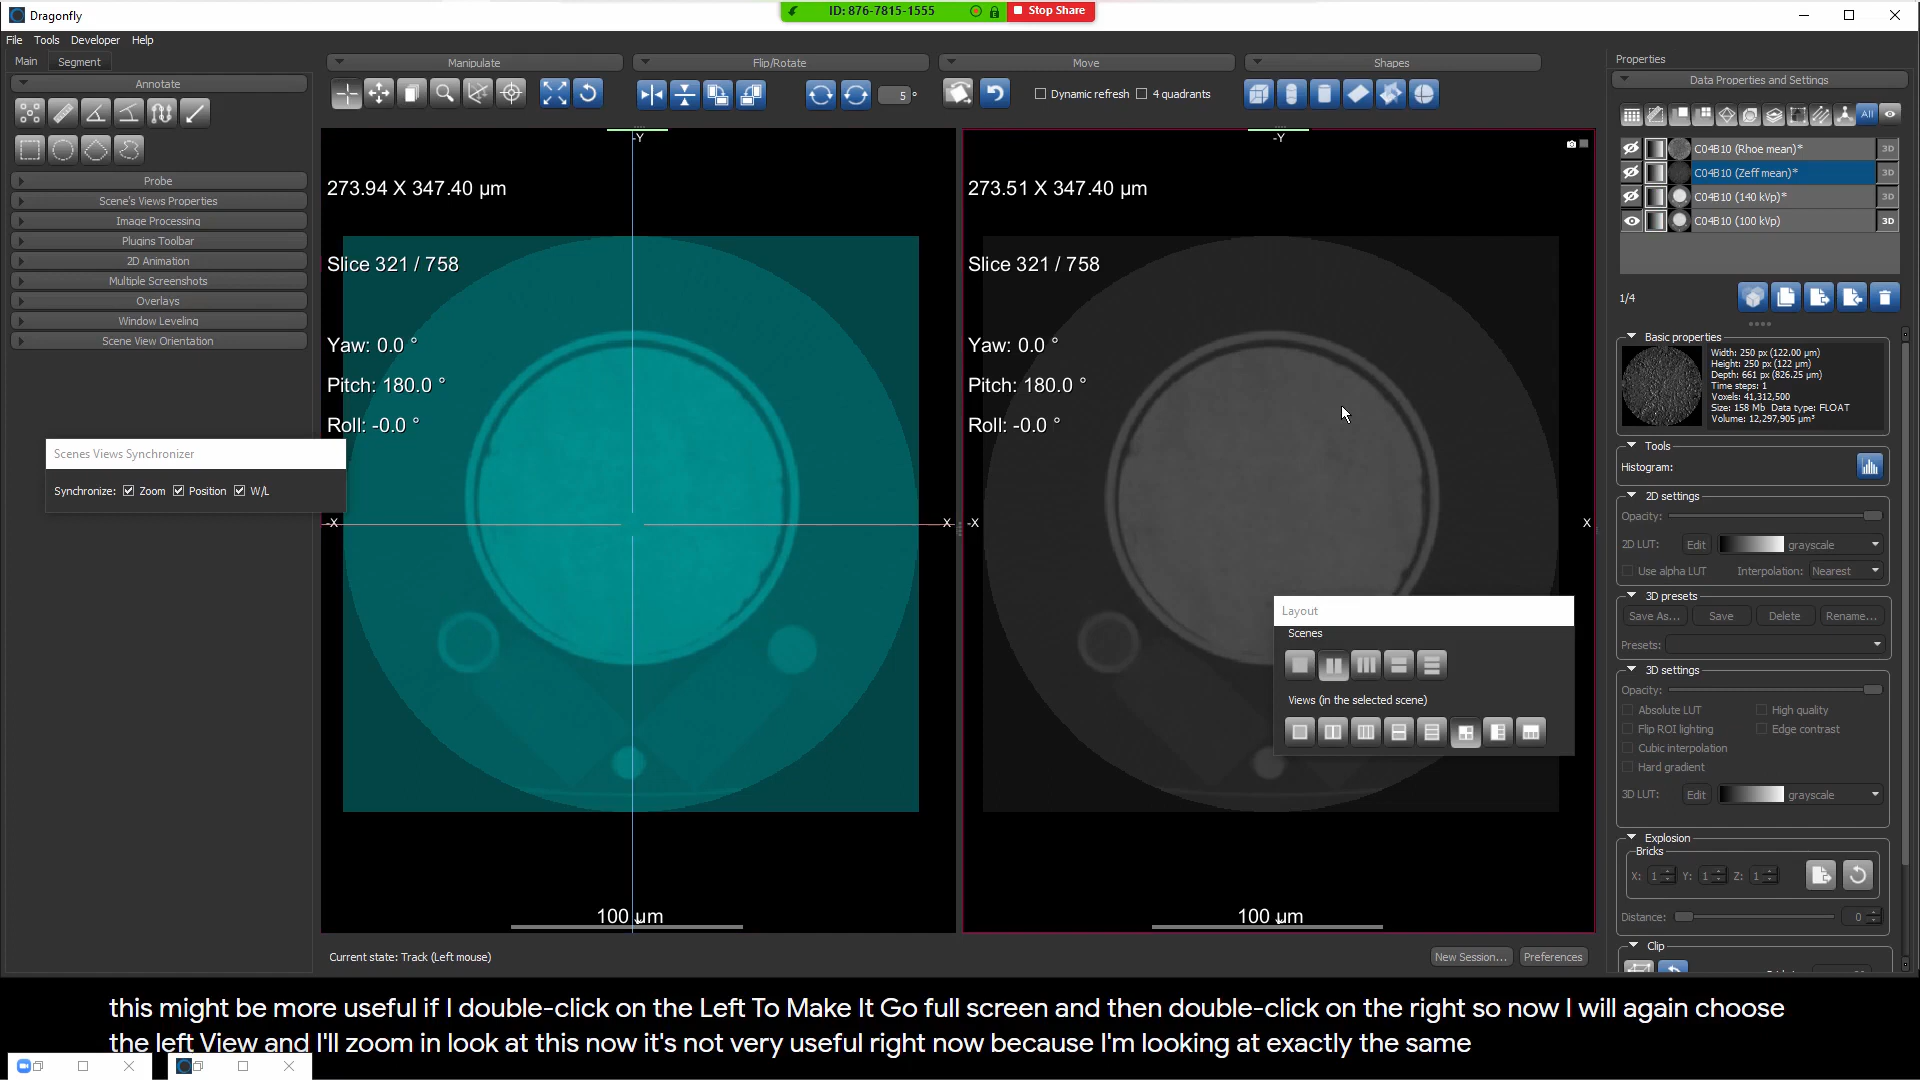 Dragonfly
ID: 876-7815-1555
Stop Share
File Tools Developer Help
Main Segment
Annotate
Probe
Scene's Views Properties
Image Processing
Plugins Toolbar
2D Animation
Multiple Screenshots
Overlays
Window Leveling
Scene View Orientation
Scenes Views Synchronizer
Synchronize: Zoom Position W/L
Manipulate
Flip/Rotate
Move
Shapes
5 °
Dynamic refresh 4 quadrants
-Y
273.94 X 347.40 µm
Slice 321 / 758
Yaw: 0.0 °
Pitch: 180.0 °
Roll: -0.0 °
-X X
100 µm
-Y
273.51 X 347.40 µm
Slice 321 / 758
Yaw: 0.0 °
Pitch: 180.0 °
Roll: -0.0 °
-X X
100 µm
Layout
Scenes
Views (in the selected scene)
Current state: Track (Left mouse)
New Session... Preferences
Properties
Data Properties and Settings
All
C04B10 (Rhoe mean)* 3D
C04B10 (Zeff mean)* 3D
C04B10 (140 kVp)* 3D
C04B10 (100 kVp) 3D
1/4
Basic properties
Width: 250 px (122.00 µm)
Height: 250 px (122 µm)
Depth: 661 px (826.25 µm)
Time steps: 1
Voxels: 41,312,500
Size: 158 Mb Data type: FLOAT
Volume: 12,297,905 µm³
Tools
Histogram:
2D settings
Opacity:
2D LUT: Edit grayscale
Use alpha LUT Interpolation: Nearest
3D presets
Save As... Save Delete Rename...
Presets:
3D settings
Opacity:
Absolute LUT High quality
Flip ROI lighting Edge contrast
Cubic interpolation
Hard gradient
3D LUT: Edit grayscale
Explosion
Bricks
X: 1 Y: 1 Z: 1
Distance: 0
Clip
this might be more useful if I double-click on the Left To Make It Go full screen and then double-click on the right so now I will again choose
the left View and I'll zoom in look at this now it's not very useful right now because I'm looking at exactly the same